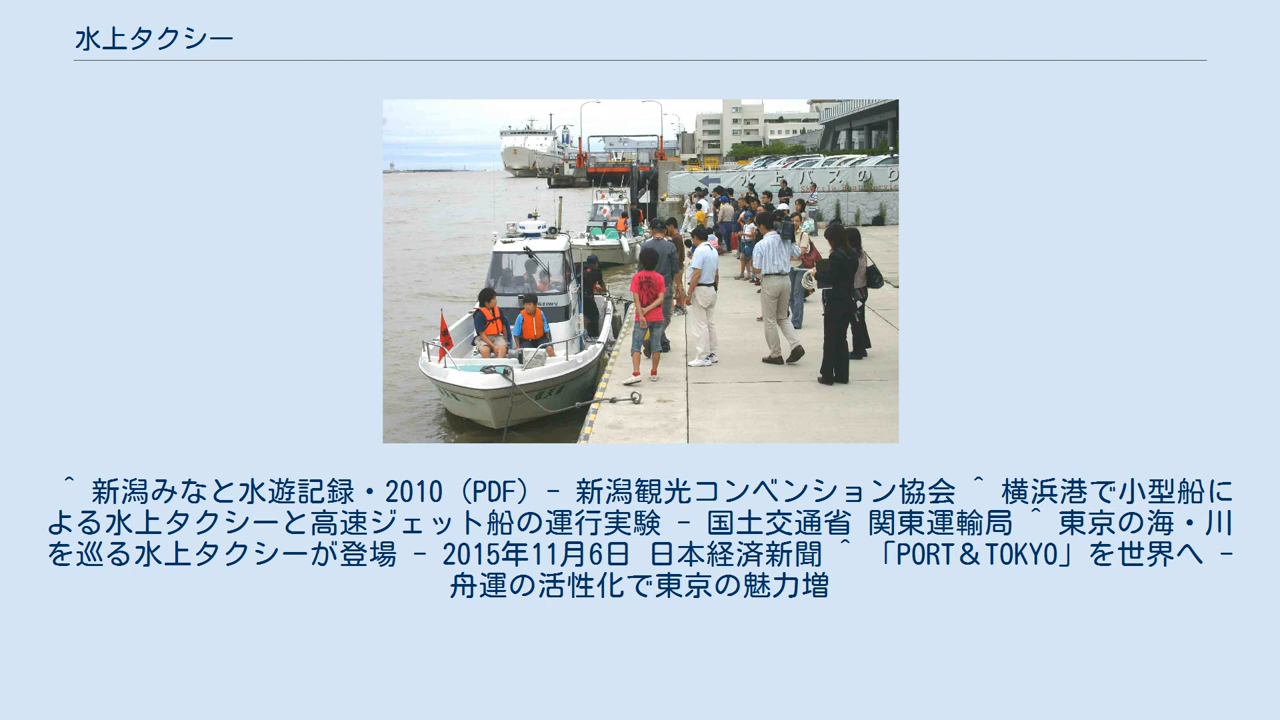 水上タクシー
水上バスのり
^ 新潟みなと水遊記録・2010（PDF）- 新潟観光コンベンション協会 ^ 横浜港で小型船に
よる水上タクシーと高速ジェット船の運行実験 - 国土交通省 関東運輸局 ^ 東京の海・川
を巡る水上タクシーが登場 - 2015年11月6日 日本経済新聞 ^ 「PORT＆TOKYO」を世界へ -
舟運の活性化で東京の魅力増